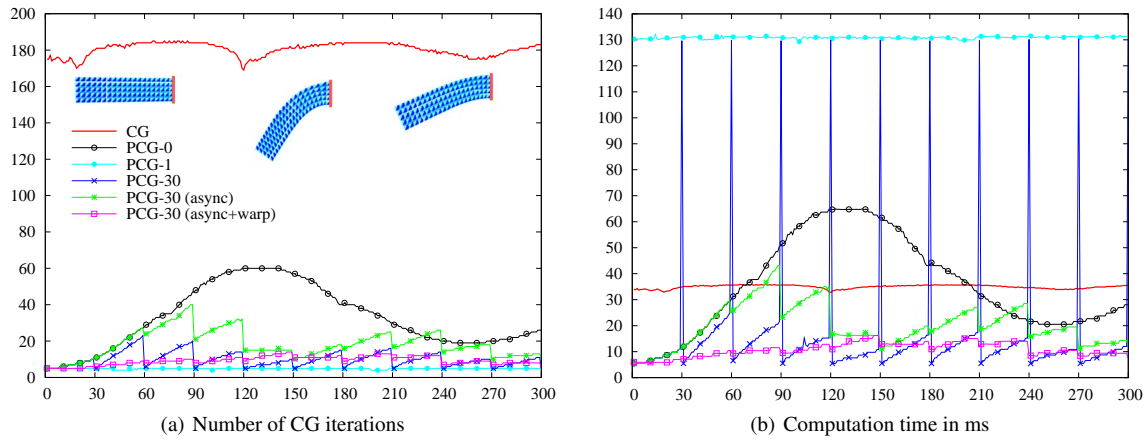 200
180
160
140
120
100
80
60
40
20
0
CG
PCG-0
PCG-1
PCG-30
PCG-30 (async)
PCG-30 (async+warp)
0 30 60 90 120 150 180 210 240 270 300
(a) Number of CG iterations
140
130
120
110
100
90
80
70
60
50
40
30
20
10
0
0 30 60 90 120 150 180 210 240 270 300
(b) Computation time in ms